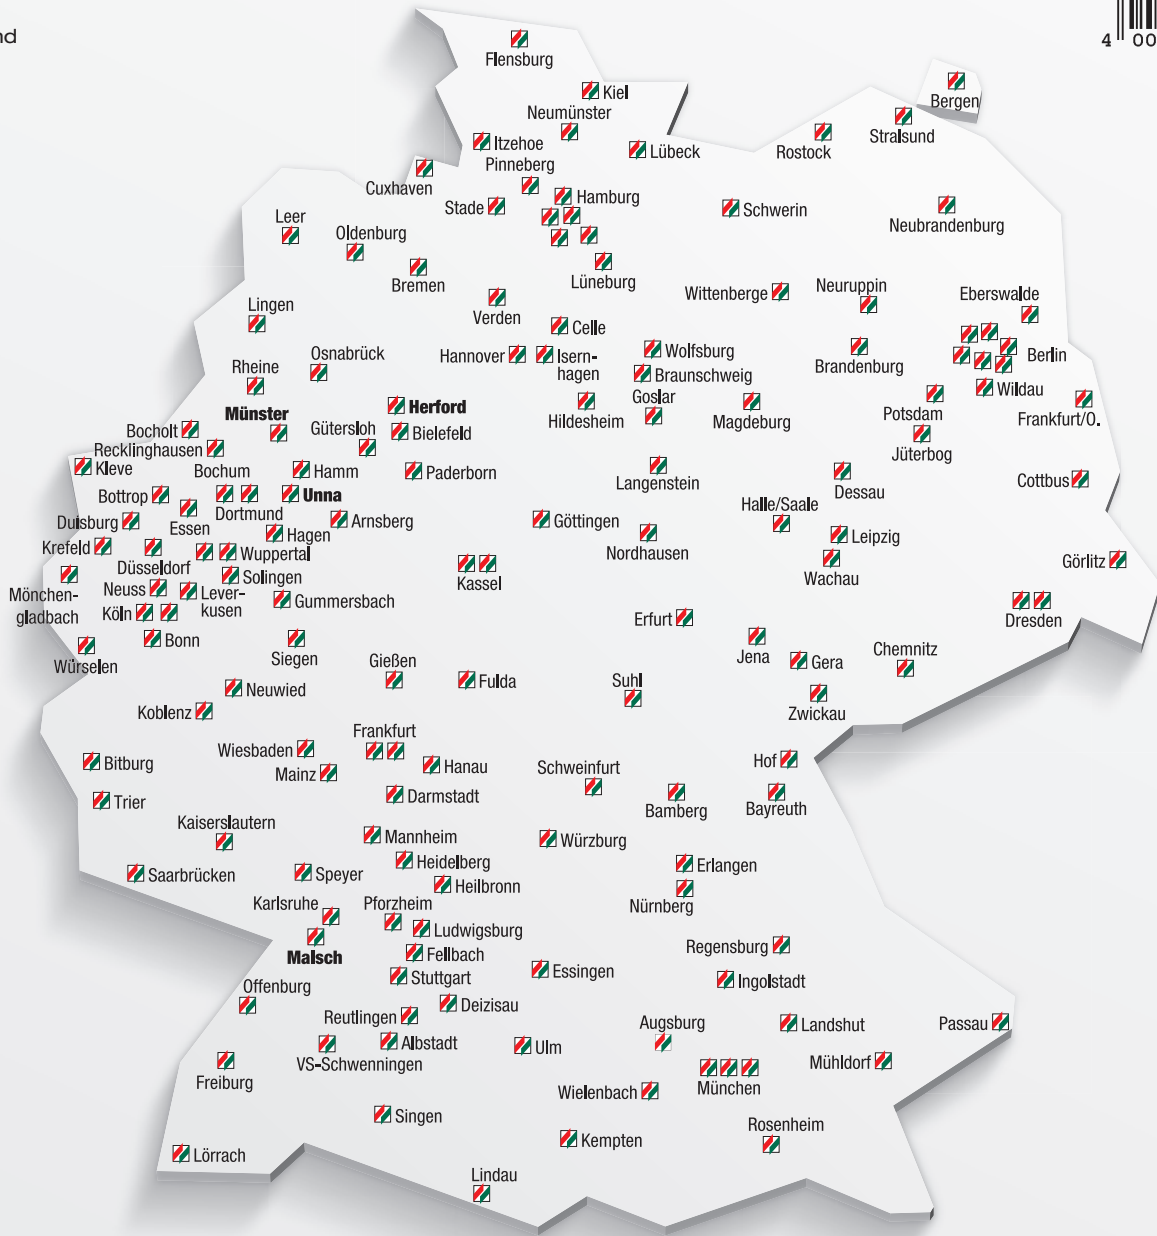 nd
4 00
Flensburg
Kiel
Neumünster
Bergen
Stralsund
Rostock
Itzehoe
Lübeck
Pinneberg
Cuxhaven
Hamburg
Stade
Schwerin
Neubrandenburg
Leer
Oldenburg
Bremen
Lüneburg
Verden
Wittenberge
Neuruppin
Eberswalde
Lingen
Celle
Hannover
Isern-
hagen
Wolfsburg
Brandenburg
Berlin
Osnabrück
Rheine
Braunschweig
Wildau
Münster
Herford
Hildesheim
Goslar
Magdeburg
Potsdam
Frankfurt/O.
Bocholt
Gütersloh
Bielefeld
Jüterbog
Recklinghausen
Kleve
Bochum
Hamm
Paderborn
Langenstein
Dessau
Cottbus
Bottrop
Unna
Dortmund
Halle/Saale
Duisburg
Essen
Arnsberg
Göttingen
Hagen
Nordhausen
Leipzig
Krefeld
Wuppertal
Düsseldorf
Wachau
Görlitz
Solingen
Kassel
Mönchen-
gladbach
Neuss
Lever-
kusen
Gummersbach
Köln
Erfurt
Dresden
Bonn
Siegen
Jena
Chemnitz
Würselen
Gießen
Gera
Neuwied
Fulda
Suhl
Zwickau
Koblenz
Wiesbaden
Frankfurt
Bitburg
Hof
Mainz
Hanau
Schweinfurt
Trier
Darmstadt
Bamberg
Bayreuth
Kaiserslautern
Mannheim
Würzburg
Heidelberg
Erlangen
Saarbrücken
Speyer
Heilbronn
Nürnberg
Karlsruhe
Pforzheim
Ludwigsburg
Regensburg
Malsch
Fellbach
Stuttgart
Essingen
Ingolstadt
Offenburg
Deizisau
Reutlingen
Augsburg
Landshut
Passau
Albstadt
VS-Schwenningen
Ulm
Freiburg
Mühldorf
München
Wielenbach
Singen
Rosenheim
Kempten
Lörrach
Lindau